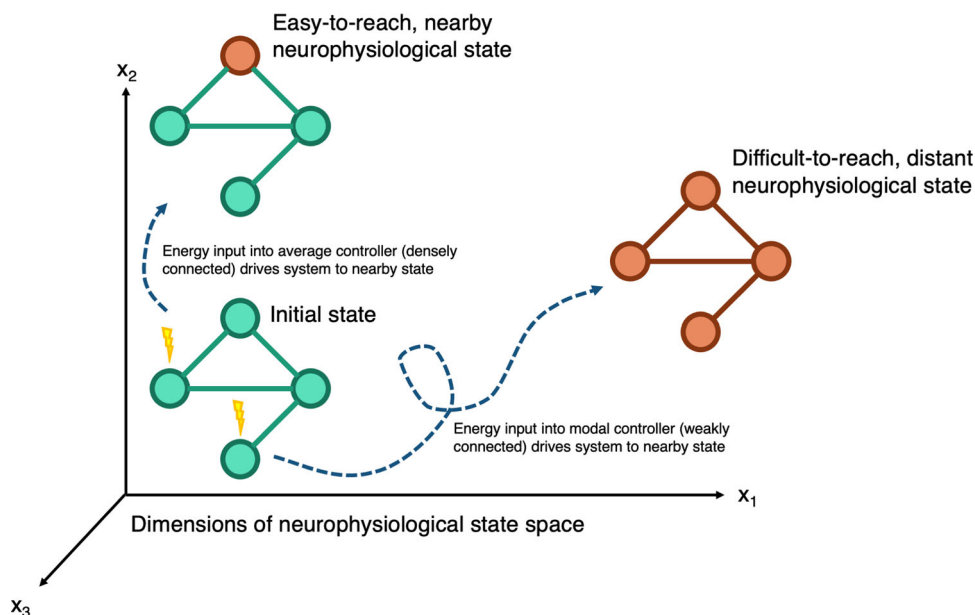 Easy-to-reach, nearby
neurophysiological state
x2
Difficult-to-reach, distant
neurophysiological state
Energy input into average controller (densely
connected) drives system to nearby state
Initial state
Energy input into modal controller (weakly
connected) drives system to nearby state
x1
Dimensions of neurophysiological state space
x3